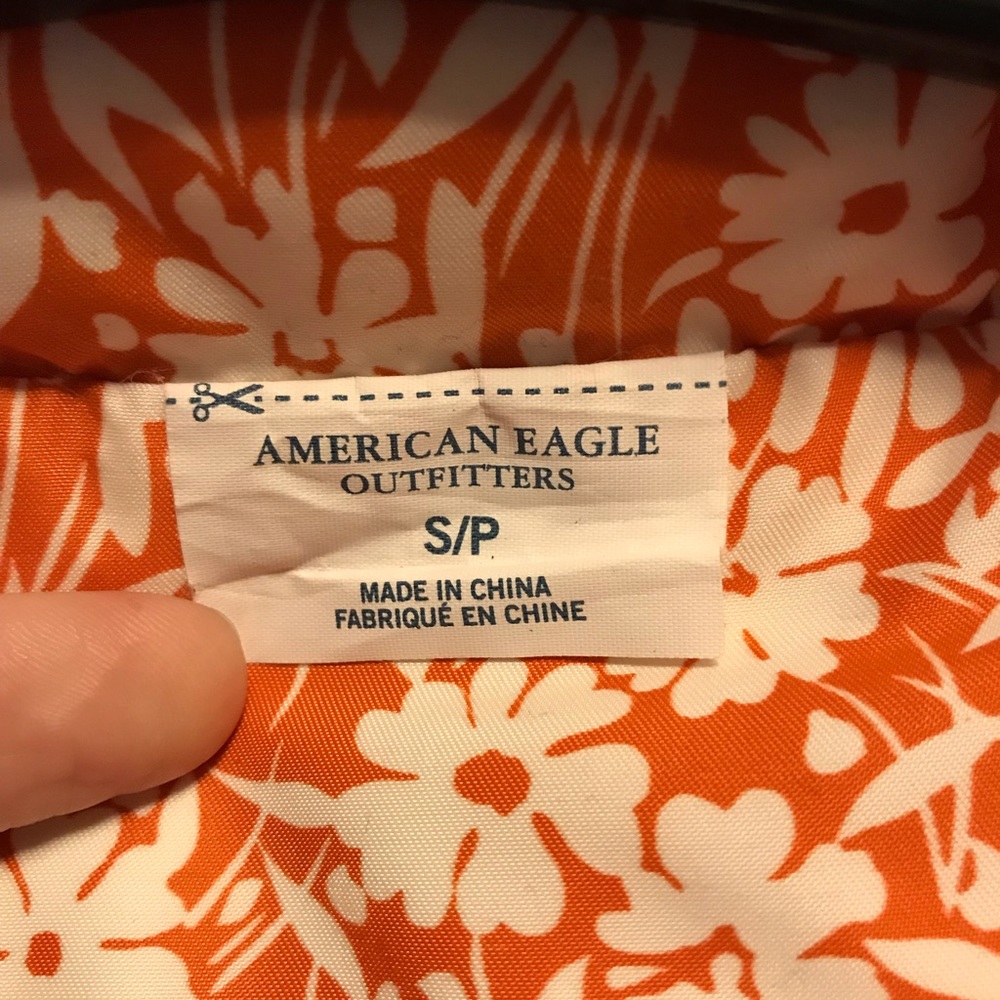 AMERICAN EAGLE
OUTFITTERS
S/P
MADE IN CHINA
FABRIQUÉ EN CHINE